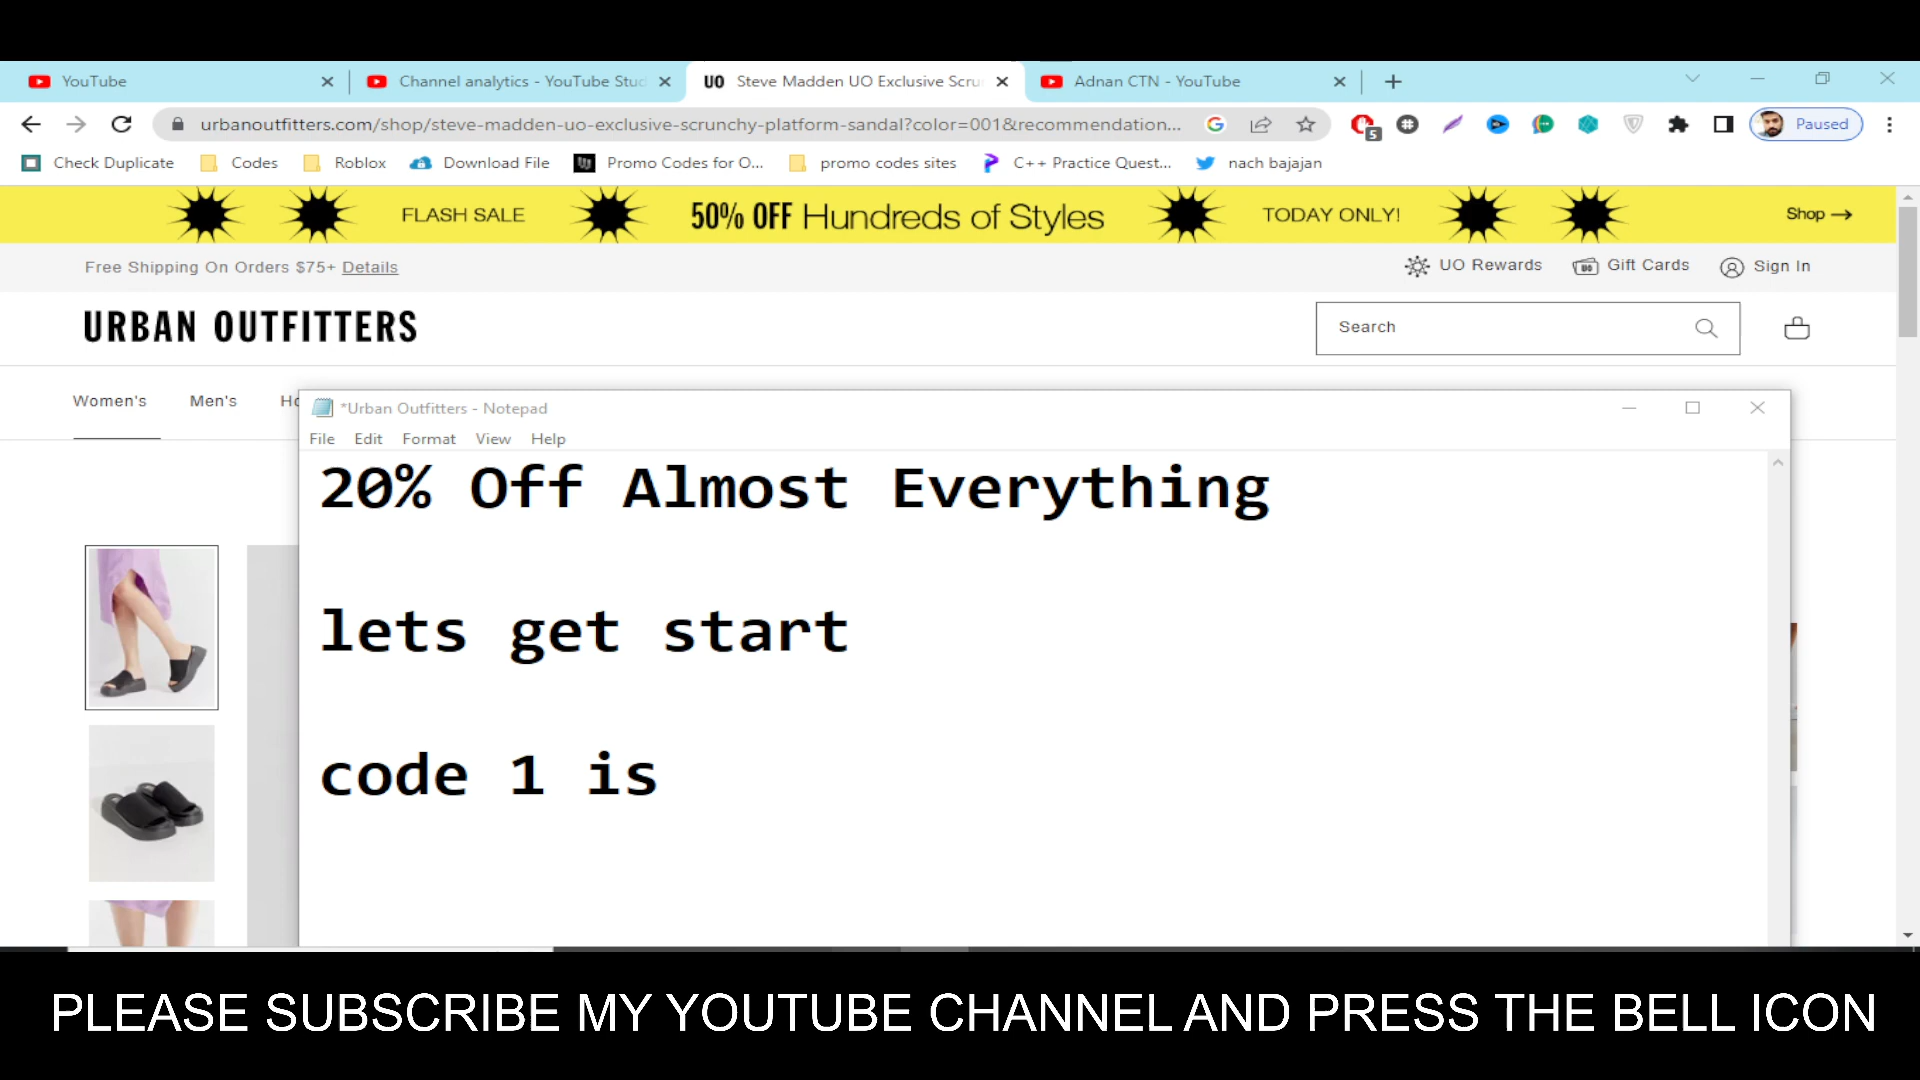 YouTube
Channel analytics - YouTube Stud
UO Steve Madden UO Exclusive Scru
Adnan CTN - YouTube
urbanoutfitters.com/shop/steve-madden-uo-exclusive-scrunchy-platform-sandal?color=001&recommendation...
5
Paused
Check Duplicate
Codes
Roblox
Download File
Promo Codes for O...
promo codes sites
C++ Practice Quest...
nach bajajan
FLASH SALE
50% OFF Hundreds of Styles
TODAY ONLY!
Shop →
Free Shipping On Orders $75+ Details
UO Rewards
UO Gift Cards
Sign In
URBAN OUTFITTERS
Search
Women's
Men's
Ho
*Urban Outfitters - Notepad
File Edit Format View Help
20% Off Almost Everything
lets get start
code 1 is
PLEASE SUBSCRIBE MY YOUTUBE CHANNEL AND PRESS THE BELL ICON